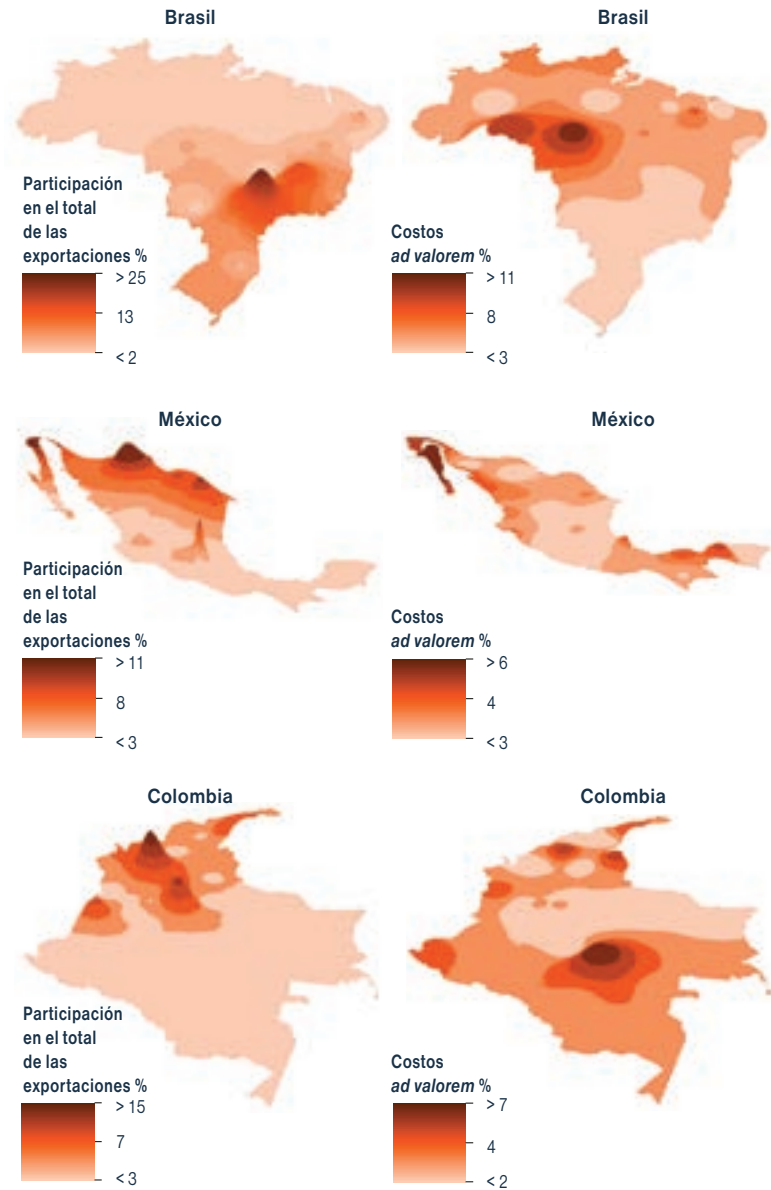 Brasil
Participación
en el total
de las
exportaciones %
> 25
13
< 2
Brasil
Costos
ad valorem %
> 11
8
< 3
México
Participación
en el total
de las
exportaciones %
> 11
8
< 3
México
Costos
ad valorem %
> 6
4
< 3
Colombia
Participación
en el total
de las
exportaciones %
> 15
7
< 3
Colombia
Costos
ad valorem %
> 7
4
< 2